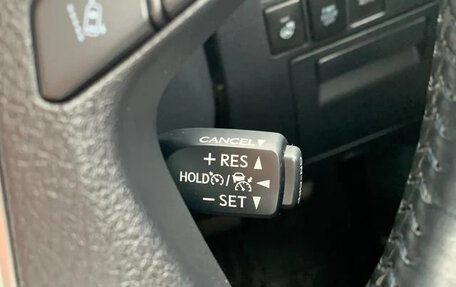 CANCEL▼
+ RES ▲
HOLD / ◄
− SET ▼